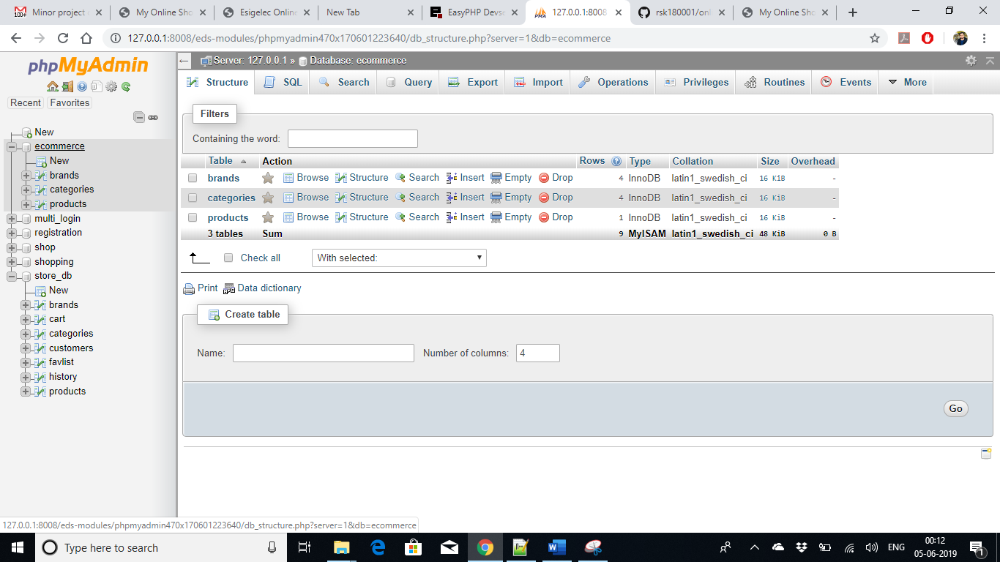 Minor project
My Online Sho
Esigelec Online
New Tab
EasyPHP Devse
127.0.0.1:8008
rsk180001/onl
My Online Sho
127.0.0.1:8008/eds-modules/phpmyadmin470x170601223640/db_structure.php?server=1&db=ecommerce
phpMyAdmin
Recent Favorites
New
ecommerce
New
brands
categories
products
multi_login
registration
shop
shopping
store_db
New
brands
cart
categories
customers
favlist
history
products
Server: 127.0.0.1 » Database: ecommerce
Structure SQL Search Query Export Import Operations Privileges Routines Events More
Filters
Containing the word:
Table Action Rows Type Collation Size Overhead
brands Browse Structure Search Insert Empty Drop 4 InnoDB latin1_swedish_ci 16 KiB -
categories Browse Structure Search Insert Empty Drop 4 InnoDB latin1_swedish_ci 16 KiB -
products Browse Structure Search Insert Empty Drop 1 InnoDB latin1_swedish_ci 16 KiB -
3 tables Sum 9 MyISAM latin1_swedish_ci 48 KiB 0 B
Check all With selected:
Print Data dictionary
Create table
Name: Number of columns: 4
Go
127.0.0.1:8008/eds-modules/phpmyadmin470x170601223640/db_structure.php?server=1&db=ecommerce
Type here to search
ENG
00:12
05-06-2019
1